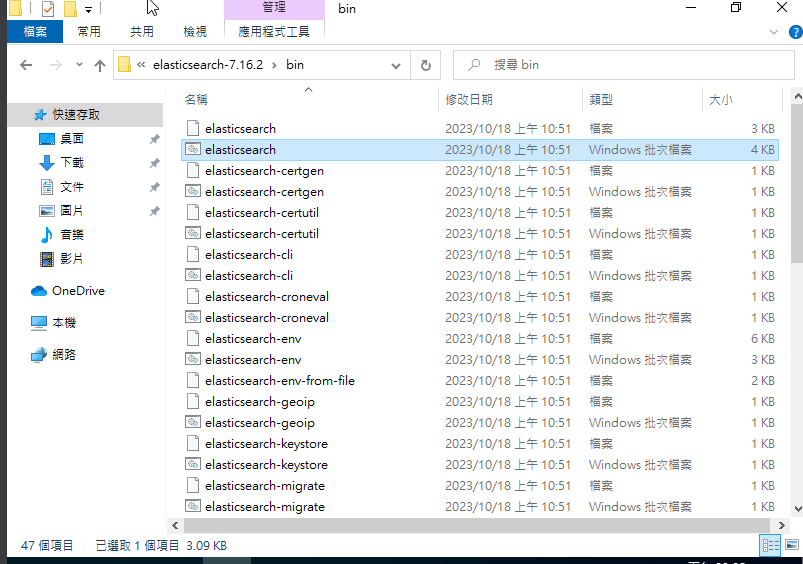 管理
bin
檔案
常用
共用
檢視
應用程式工具
« elasticsearch-7.16.2 › bin
搜尋 bin
快速存取
桌面
下載
文件
圖片
音樂
影片
OneDrive
本機
網路
名稱 修改日期 類型 大小
elasticsearch 2023/10/18 上午 10:51 檔案 3 KB
elasticsearch 2023/10/18 上午 10:51 Windows 批次檔案 4 KB
elasticsearch-certgen 2023/10/18 上午 10:51 檔案 1 KB
elasticsearch-certgen 2023/10/18 上午 10:51 Windows 批次檔案 1 KB
elasticsearch-certutil 2023/10/18 上午 10:51 檔案 1 KB
elasticsearch-certutil 2023/10/18 上午 10:51 Windows 批次檔案 1 KB
elasticsearch-cli 2023/10/18 上午 10:51 檔案 1 KB
elasticsearch-cli 2023/10/18 上午 10:51 Windows 批次檔案 1 KB
elasticsearch-croneval 2023/10/18 上午 10:51 檔案 1 KB
elasticsearch-croneval 2023/10/18 上午 10:51 Windows 批次檔案 1 KB
elasticsearch-env 2023/10/18 上午 10:51 檔案 6 KB
elasticsearch-env 2023/10/18 上午 10:51 Windows 批次檔案 3 KB
elasticsearch-env-from-file 2023/10/18 上午 10:51 檔案 2 KB
elasticsearch-geoip 2023/10/18 上午 10:51 檔案 1 KB
elasticsearch-geoip 2023/10/18 上午 10:51 Windows 批次檔案 1 KB
elasticsearch-keystore 2023/10/18 上午 10:51 檔案 1 KB
elasticsearch-keystore 2023/10/18 上午 10:51 Windows 批次檔案 1 KB
elasticsearch-migrate 2023/10/18 上午 10:51 檔案 1 KB
elasticsearch-migrate 2023/10/18 上午 10:51 Windows 批次檔案 1 KB
47 個項目 已選取 1 個項目 3.09 KB